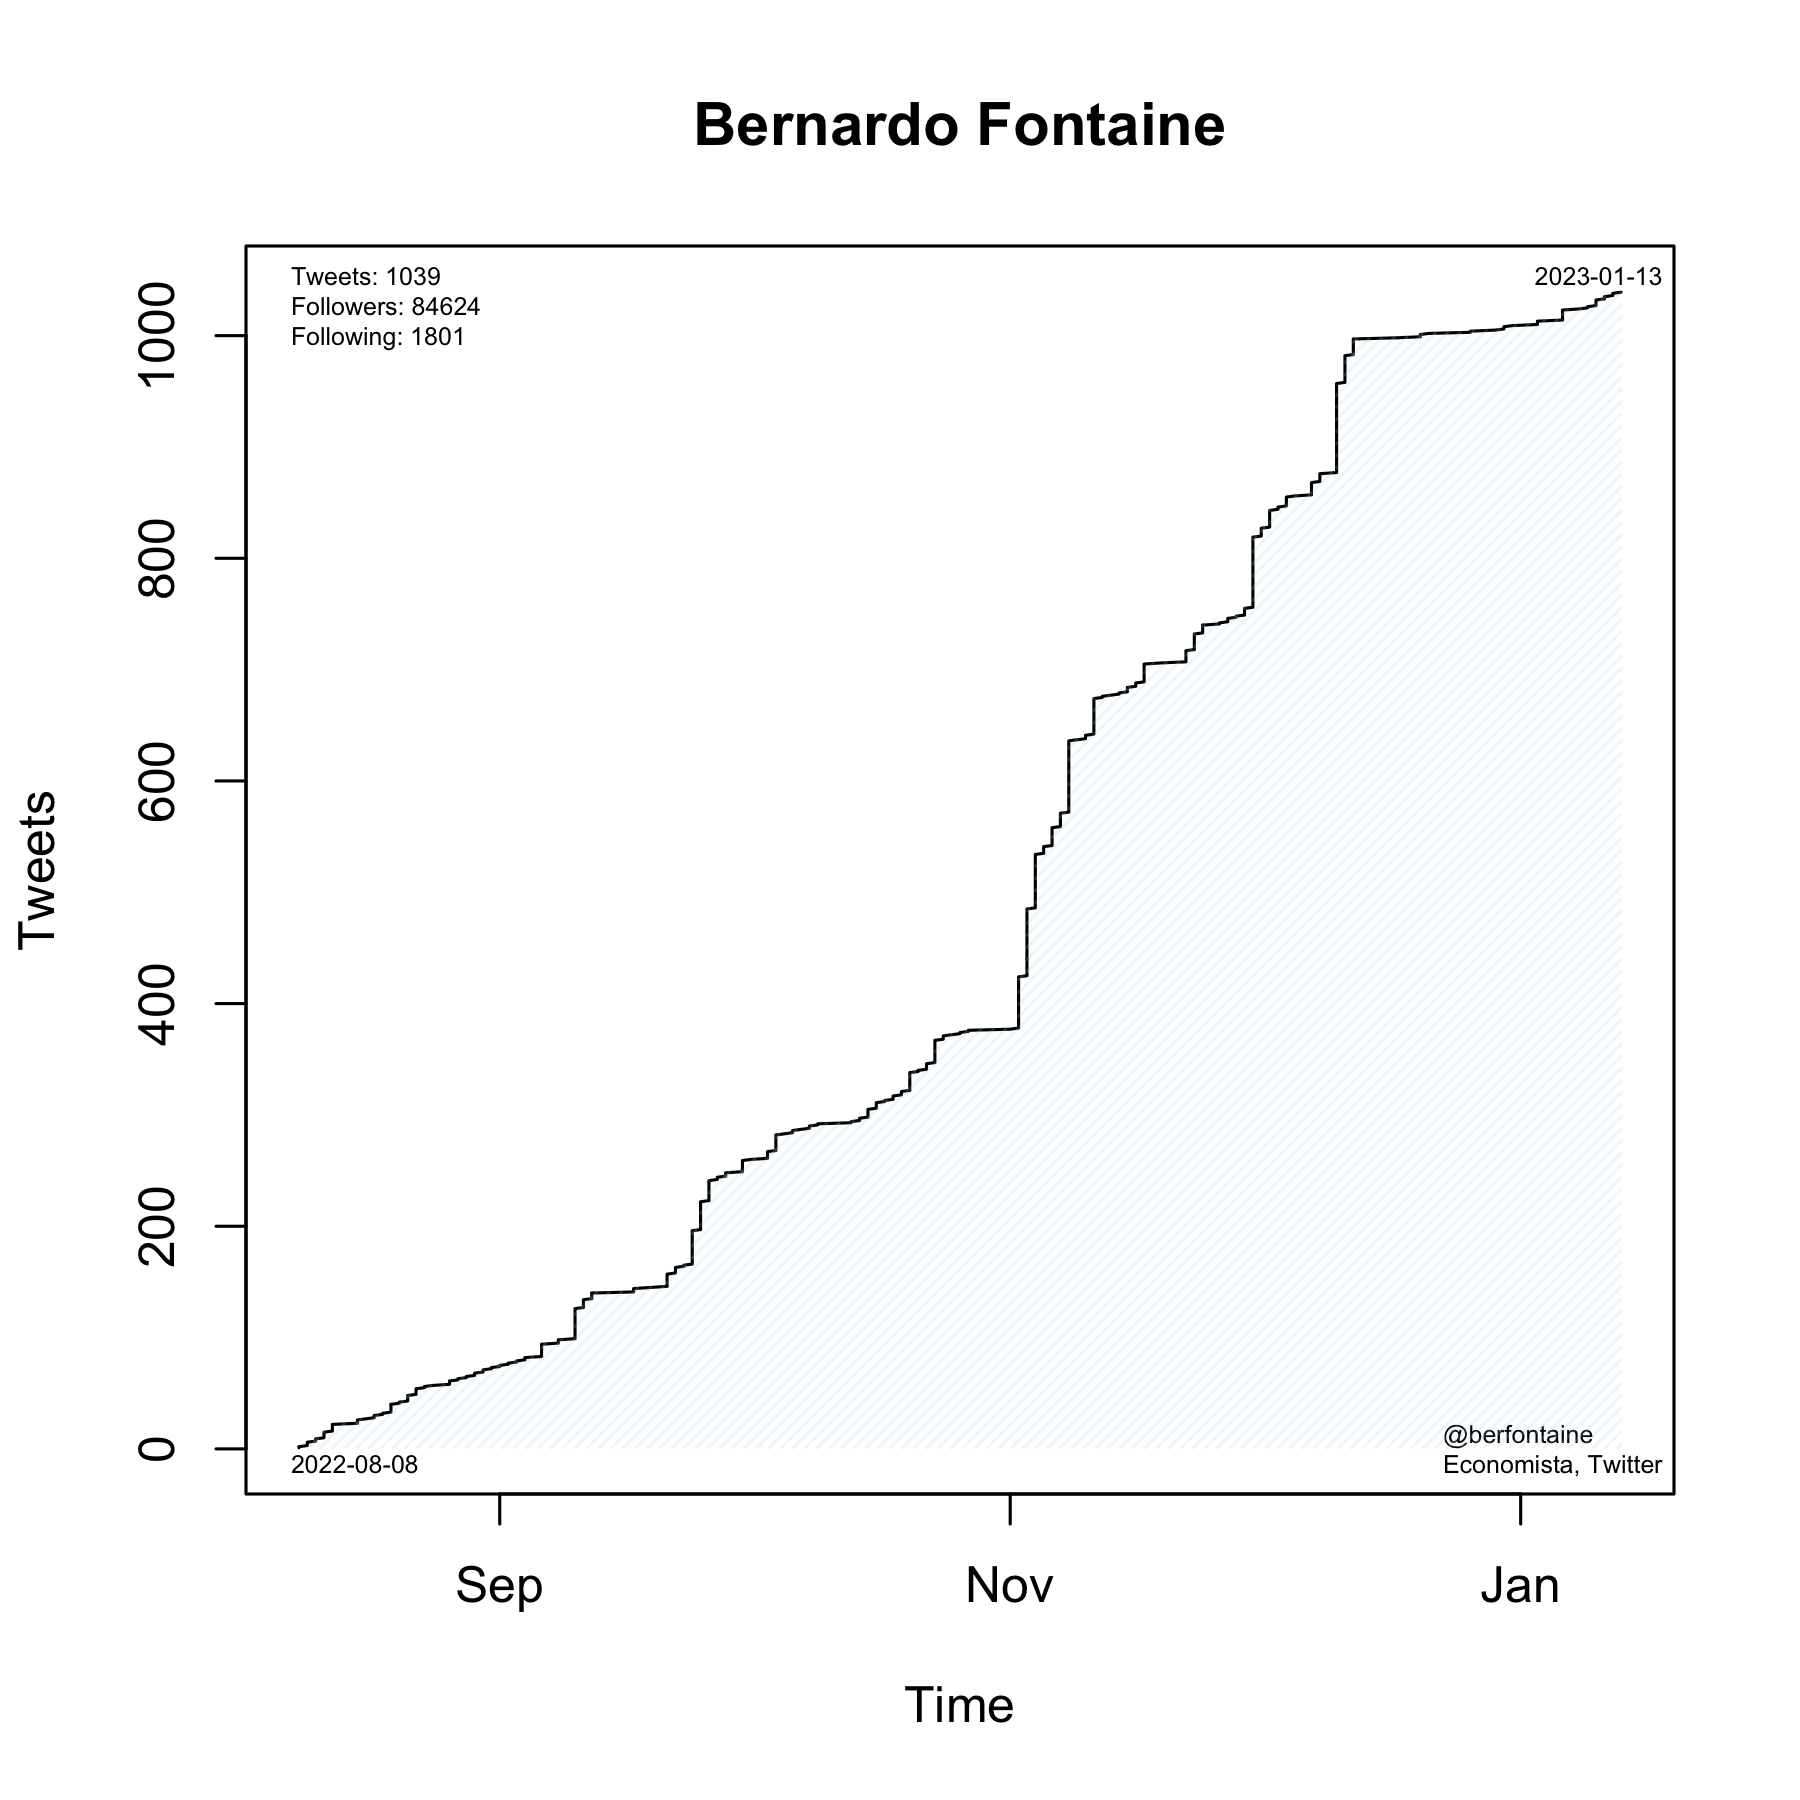 Bernardo Fontaine
Tweets: 1039
Followers: 84624
Following: 1801
2023-01-13
1000
800
600
400
200
0
Tweets
2022-08-08
@berfontaine
Economista, Twitter
Sep
Nov
Jan
Time